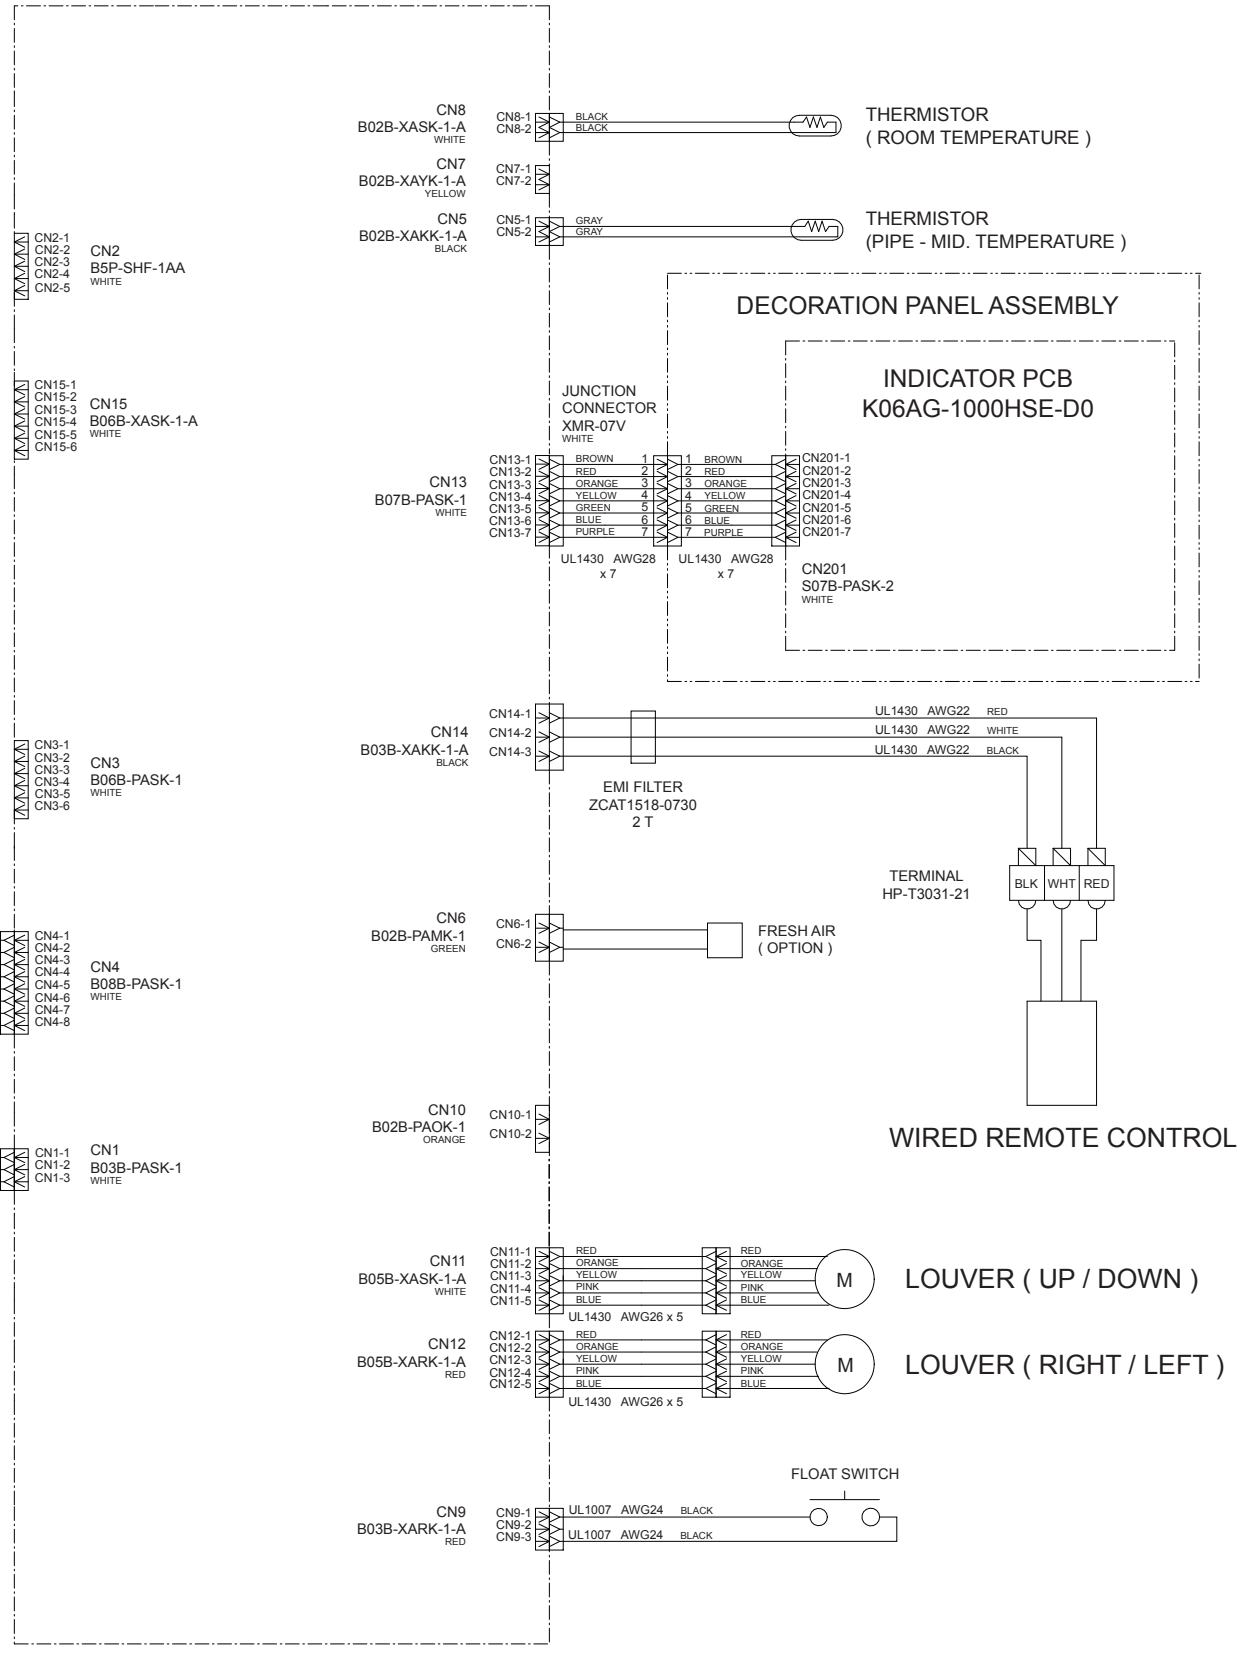 CN8
B02B-XASK-1-A
WHITE
CN8-1
CN8-2
BLACK
BLACK
THERMISTOR
( ROOM TEMPERATURE )
CN7
B02B-XAYK-1-A
YELLOW
CN7-1
CN7-2
CN5
B02B-XAKK-1-A
BLACK
CN5-1
CN5-2
GRAY
GRAY
THERMISTOR
(PIPE - MID. TEMPERATURE )
CN2-1
CN2-2
CN2-3
CN2-4
CN2-5
CN2
B5P-SHF-1AA
WHITE
DECORATION PANEL ASSEMBLY
INDICATOR PCB
K06AG-1000HSE-D0
CN15-1
CN15-2
CN15-3
CN15-4
CN15-5
CN15-6
CN15
B06B-XASK-1-A
WHITE
JUNCTION
CONNECTOR
XMR-07V
WHITE
CN13
B07B-PASK-1
WHITE
CN13-1 BROWN 1 1 BROWN CN201-1
CN13-2 RED 2 2 RED CN201-2
CN13-3 ORANGE 3 3 ORANGE CN201-3
CN13-4 YELLOW 4 4 YELLOW CN201-4
CN13-5 GREEN 5 5 GREEN CN201-5
CN13-6 BLUE 6 6 BLUE CN201-6
CN13-7 PURPLE 7 7 PURPLE CN201-7
UL1430 AWG28
x 7
UL1430 AWG28
x 7
CN201
S07B-PASK-2
WHITE
CN3-1
CN3-2
CN3-3
CN3-4
CN3-5
CN3-6
CN3
B06B-PASK-1
WHITE
CN14
B03B-XAKK-1-A
BLACK
CN14-1
CN14-2
CN14-3
UL1430 AWG22 RED
UL1430 AWG22 WHITE
UL1430 AWG22 BLACK
EMI FILTER
ZCAT1518-0730
2 T
TERMINAL
HP-T3031-21
BLK WHT RED
CN6
B02B-PAMK-1
GREEN
CN6-1
CN6-2
FRESH AIR
( OPTION )
CN4-1
CN4-2
CN4-3
CN4-4
CN4-5
CN4-6
CN4-7
CN4-8
CN4
B08B-PASK-1
WHITE
CN10
B02B-PAOK-1
ORANGE
CN10-1
CN10-2
WIRED REMOTE CONTROL
CN1-1
CN1-2
CN1-3
CN1
B03B-PASK-1
WHITE
CN11
B05B-XASK-1-A
WHITE
CN11-1 RED RED
CN11-2 ORANGE ORANGE
CN11-3 YELLOW YELLOW
CN11-4 PINK PINK
CN11-5 BLUE BLUE
UL1430 AWG26 x 5
M
LOUVER ( UP / DOWN )
CN12
B05B-XARK-1-A
RED
CN12-1 RED RED
CN12-2 ORANGE ORANGE
CN12-3 YELLOW YELLOW
CN12-4 PINK PINK
CN12-5 BLUE BLUE
UL1430 AWG26 x 5
M
LOUVER ( RIGHT / LEFT )
FLOAT SWITCH
CN9
B03B-XARK-1-A
RED
CN9-1
CN9-2
CN9-3
UL1007 AWG24 BLACK
UL1007 AWG24 BLACK